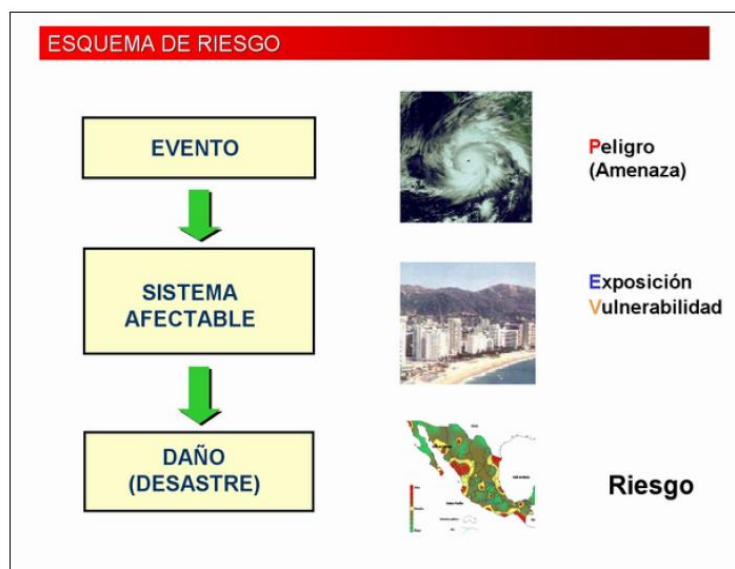 ESQUEMA DE RIESGO
EVENTO
Peligro
(Amenaza)
SISTEMA
AFECTABLE
Exposición
Vulnerabilidad
DAÑO
(DESASTRE)
Riesgo